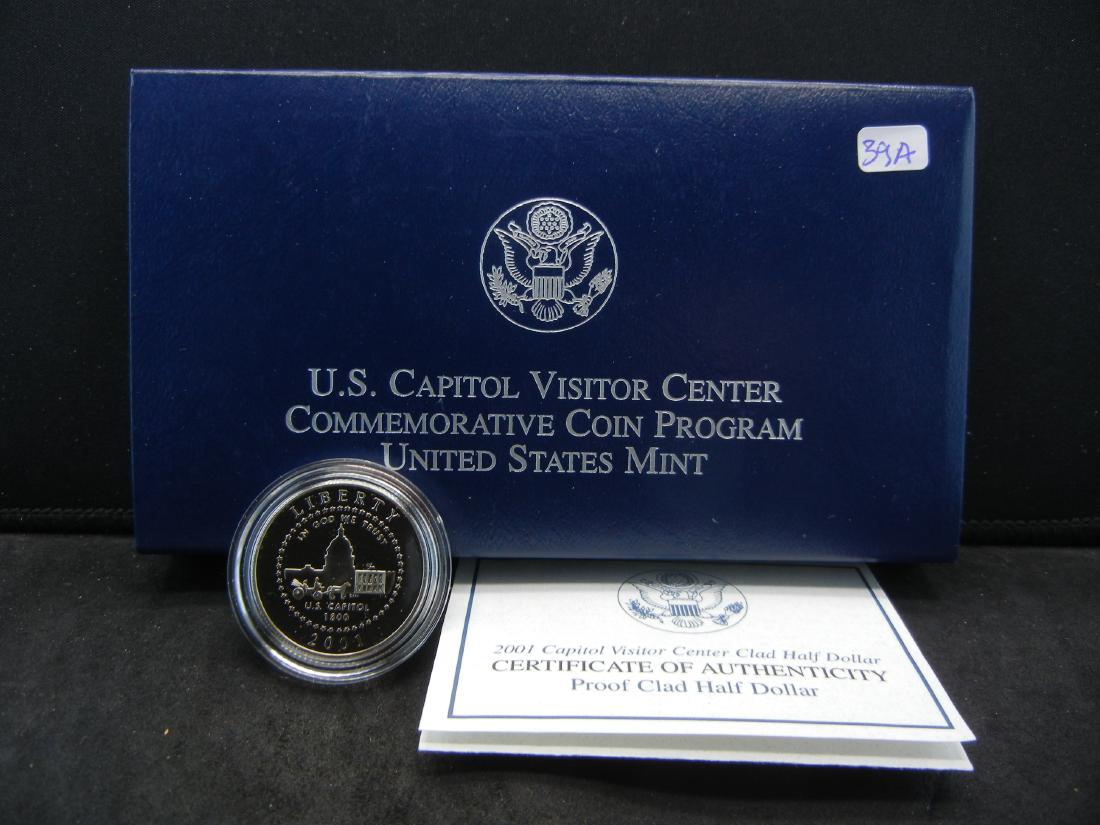 39A
U.S. CAPITOL VISITOR CENTER
COMMEMORATIVE COIN PROGRAM
UNITED STATES MINT
LIBERTY
IN GOD WE TRUST
U.S. CAPITOL
1800
2001
2001 Capitol Visitor Center Clad Half Dollar
CERTIFICATE OF AUTHENTICITY
Proof Clad Half Dollar